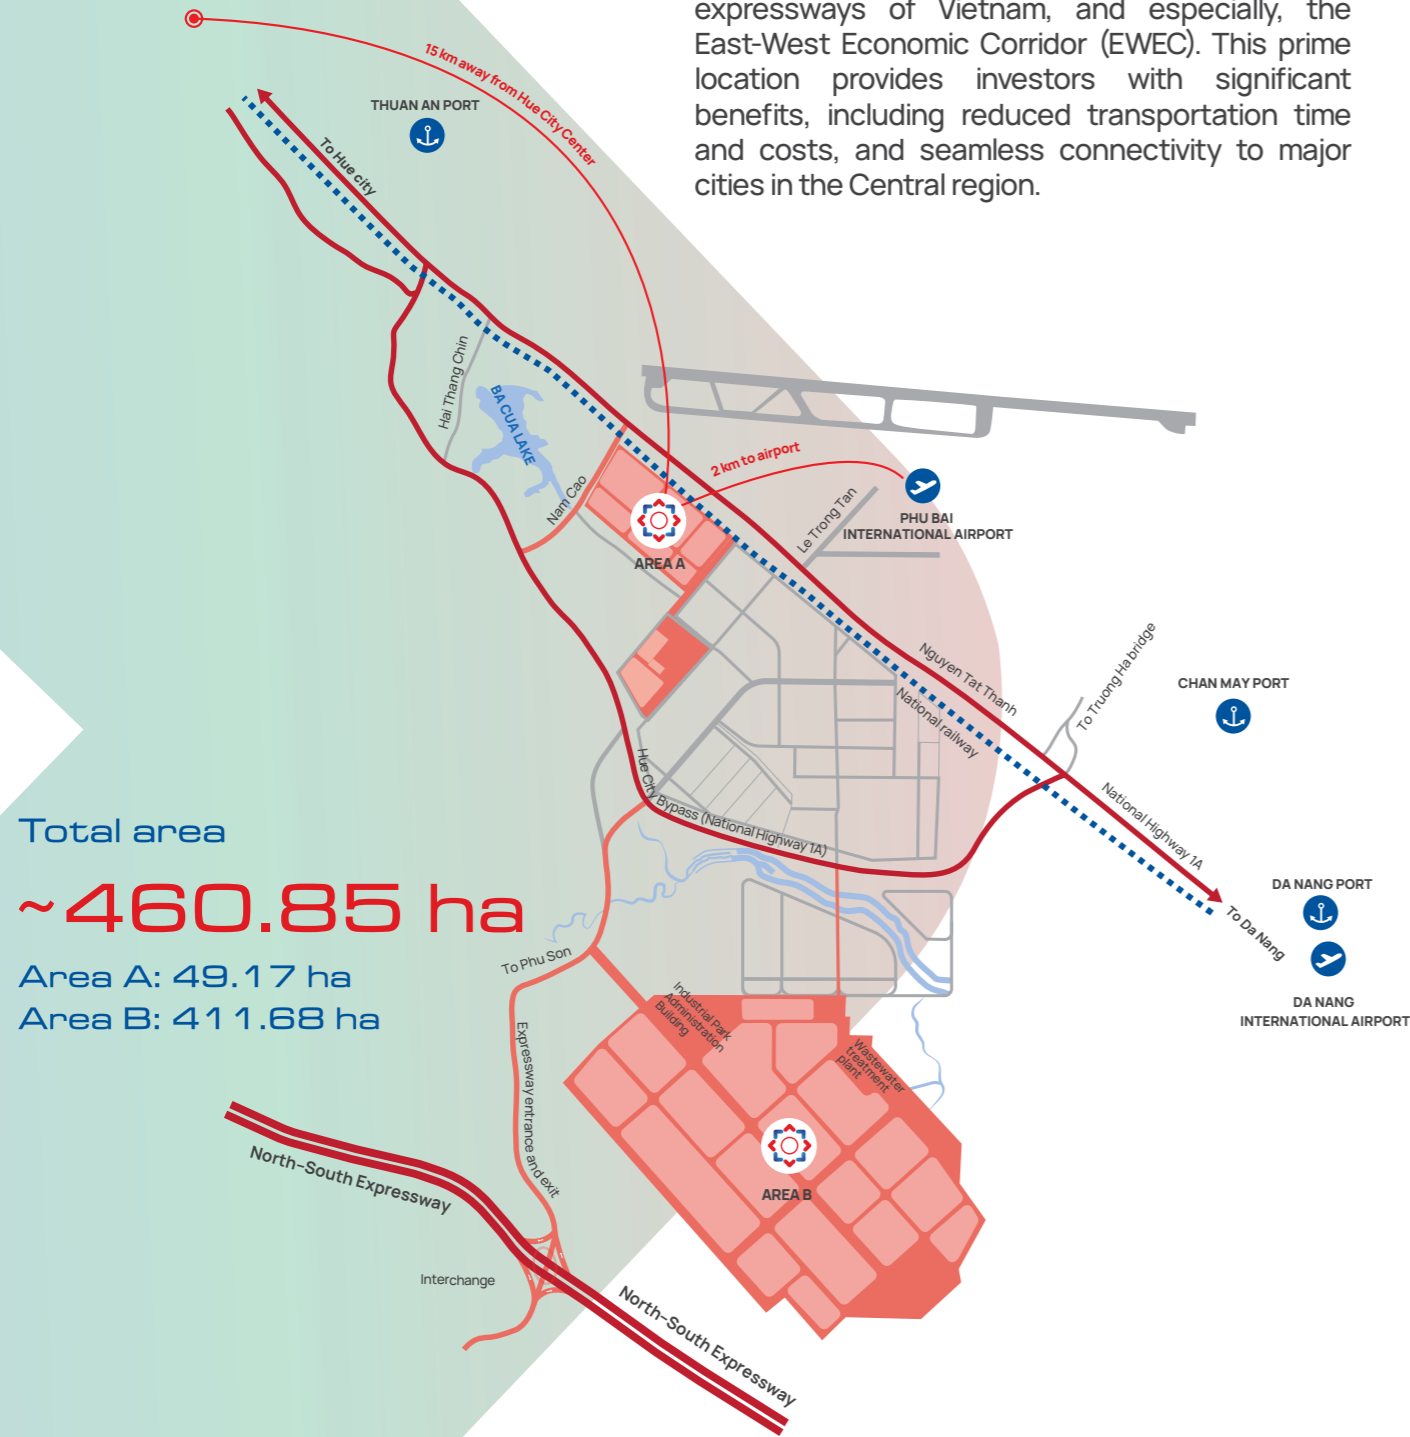 expressways of Vietnam, and especially, the
East-West Economic Corridor (EWEC). This prime
location provides investors with significant
benefits, including reduced transportation time
and costs, and seamless connectivity to major
cities in the Central region.
15 km away from Hue City Center
THUAN AN PORT
To Hue city
Hai Thang Chin
BA CUA LAKE
Nam Cao
2 km to airport
Le Trong Tan
PHU BAI
INTERNATIONAL AIRPORT
AREA A
Nguyen Tat Thanh
National railway
To Truong Ha bridge
CHAN MAY PORT
Hue City Bypass (National Highway 1A)
National Highway 1A
Total area
~460.85 ha
Area A: 49.17 ha
Area B: 411.68 ha
DA NANG PORT
To Da Nang
DA NANG
INTERNATIONAL AIRPORT
To Phu Son
Industrial Park
Administration
Building
Wastewater
treatment
plant
Expressway entrance and exit
AREA B
North-South Expressway
Interchange
North-South Expressway